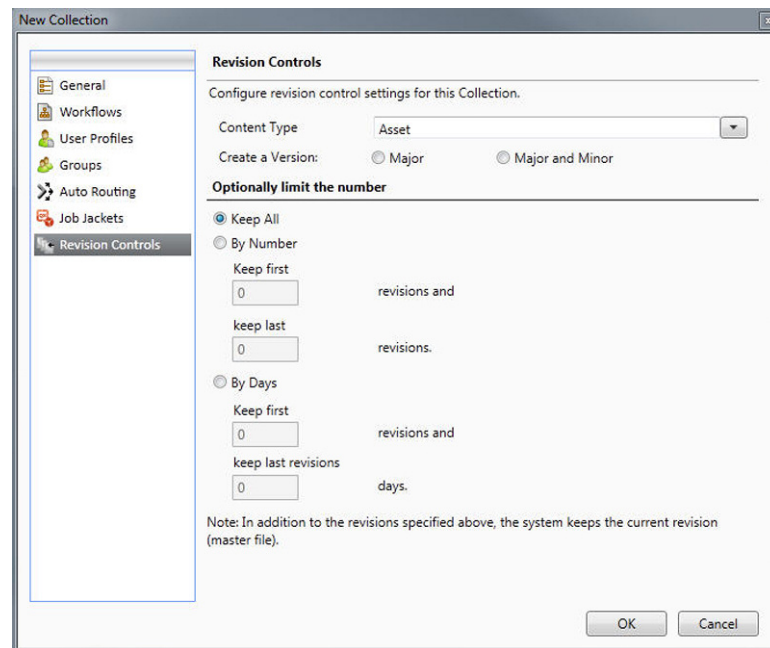 New Collection
General
Workflows
User Profiles
Groups
Auto Routing
Job Jackets
Revision Controls
Revision Controls
Configure revision control settings for this Collection.
Content Type Asset
Create a Version: Major Major and Minor
Optionally limit the number
Keep All
By Number
Keep first
0 revisions and
keep last
0 revisions.
By Days
Keep first
0 revisions and
keep last revisions
0 days.
Note: In addition to the revisions specified above, the system keeps the current revision
(master file).
OK Cancel